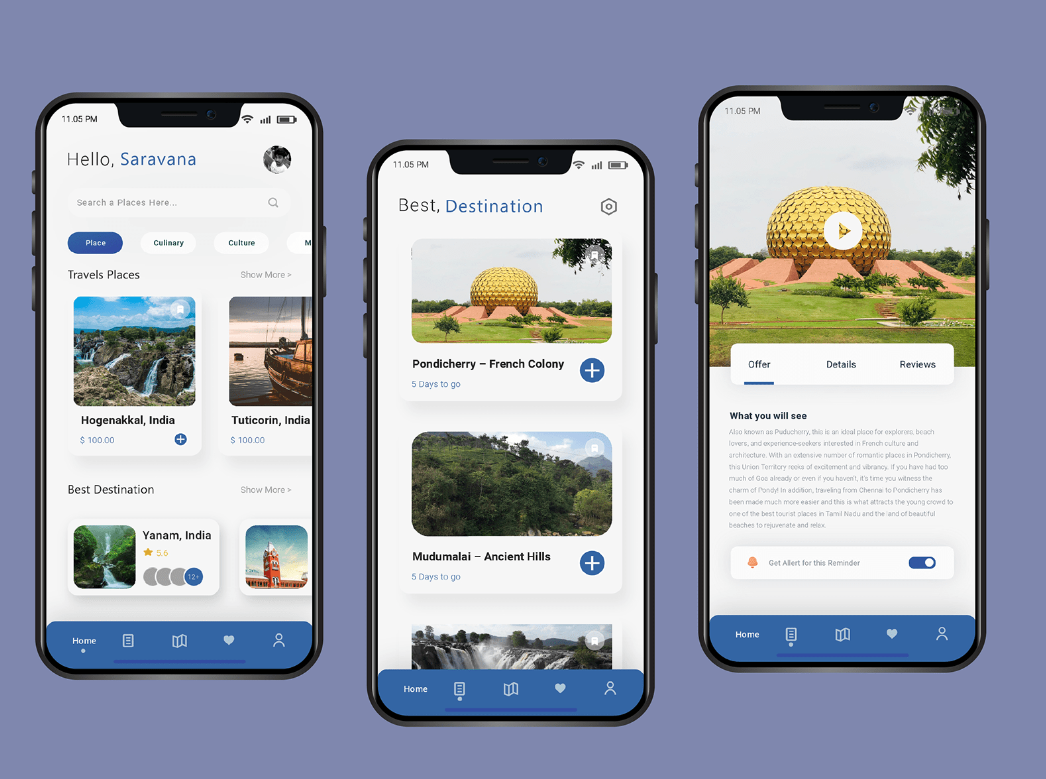 11.05 PM
Hello, Saravana
Search a Places Here...
Place
Culinary
Culture
M
Travels Places
Show More >
Hogenakkal, India
$ 100.00
Tuticorin, India
$ 100.00
Best Destination
Show More >
Yanam, India
5.6
12+
Home
11.05 PM
Best, Destination
Pondicherry – French Colony
5 Days to go
Mudumalai – Ancient Hills
5 Days to go
Home
11.05 PM
Offer
Details
Reviews
What you will see
Also known as Puducherry, this is an ideal place for explorers, beach
lovers, and experience-seekers interested in French culture and
architecture. With an extensive number of romantic places in Pondicherry,
this Union Territory reeks of excitement and vibrancy. If you have had too
much of Goa already or even if you haven't, it's time you witness the
charm of Pondy! In addition, traveling from Chennai to Pondicherry has
been made much more easier and this is what attracts the young crowd to
one of the best tourist places in Tamil Nadu and the land of beautiful
beaches to rejuvenate and relax.
Get Allert for this Reminder
Home